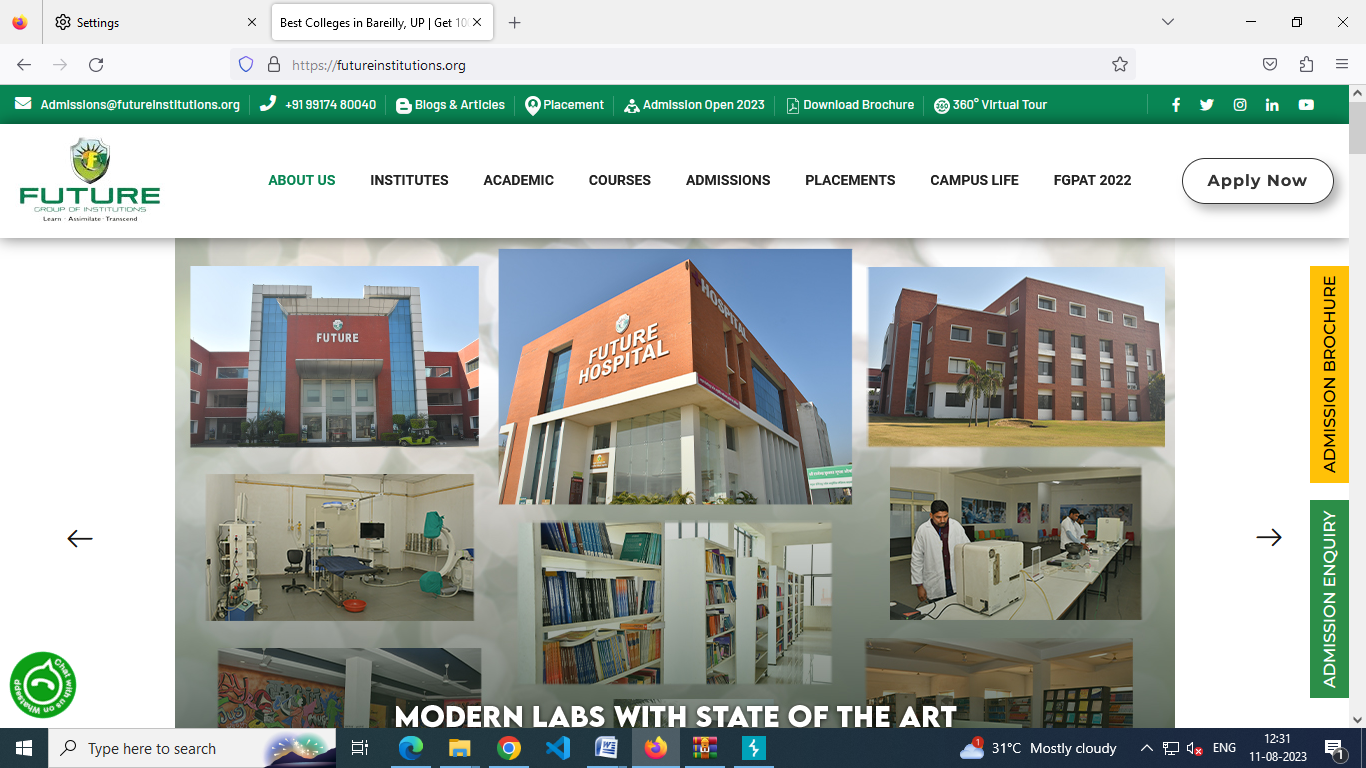 Settings
Best Colleges in Bareilly, UP | Get 10
https://futureinstitutions.org
Admissions@futureinstitutions.org
+91 99174 80040
Blogs & Articles
Placement
Admission Open 2023
Download Brochure
360
360° Virtual Tour
FUTURE
GROUP OF INSTITUTIONS
Learn · Assimilate · Transcend
ABOUT US
INSTITUTES
ACADEMIC
COURSES
ADMISSIONS
PLACEMENTS
CAMPUS LIFE
FGPAT 2022
Apply Now
FUTURE
FUTURE
HOSPITAL
HOSPITAL
ADMISSION BROCHURE
ADMISSION ENQUIRY
Chat with us on Whatsapp
MODERN LABS WITH STATE OF THE ART
Type here to search
1
31°C Mostly cloudy
ENG
12:31
11-08-2023
1